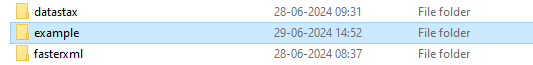 datastax 28-06-2024 09:31 File folder
example 29-06-2024 14:52 File folder
fasterxml 28-06-2024 08:37 File folder